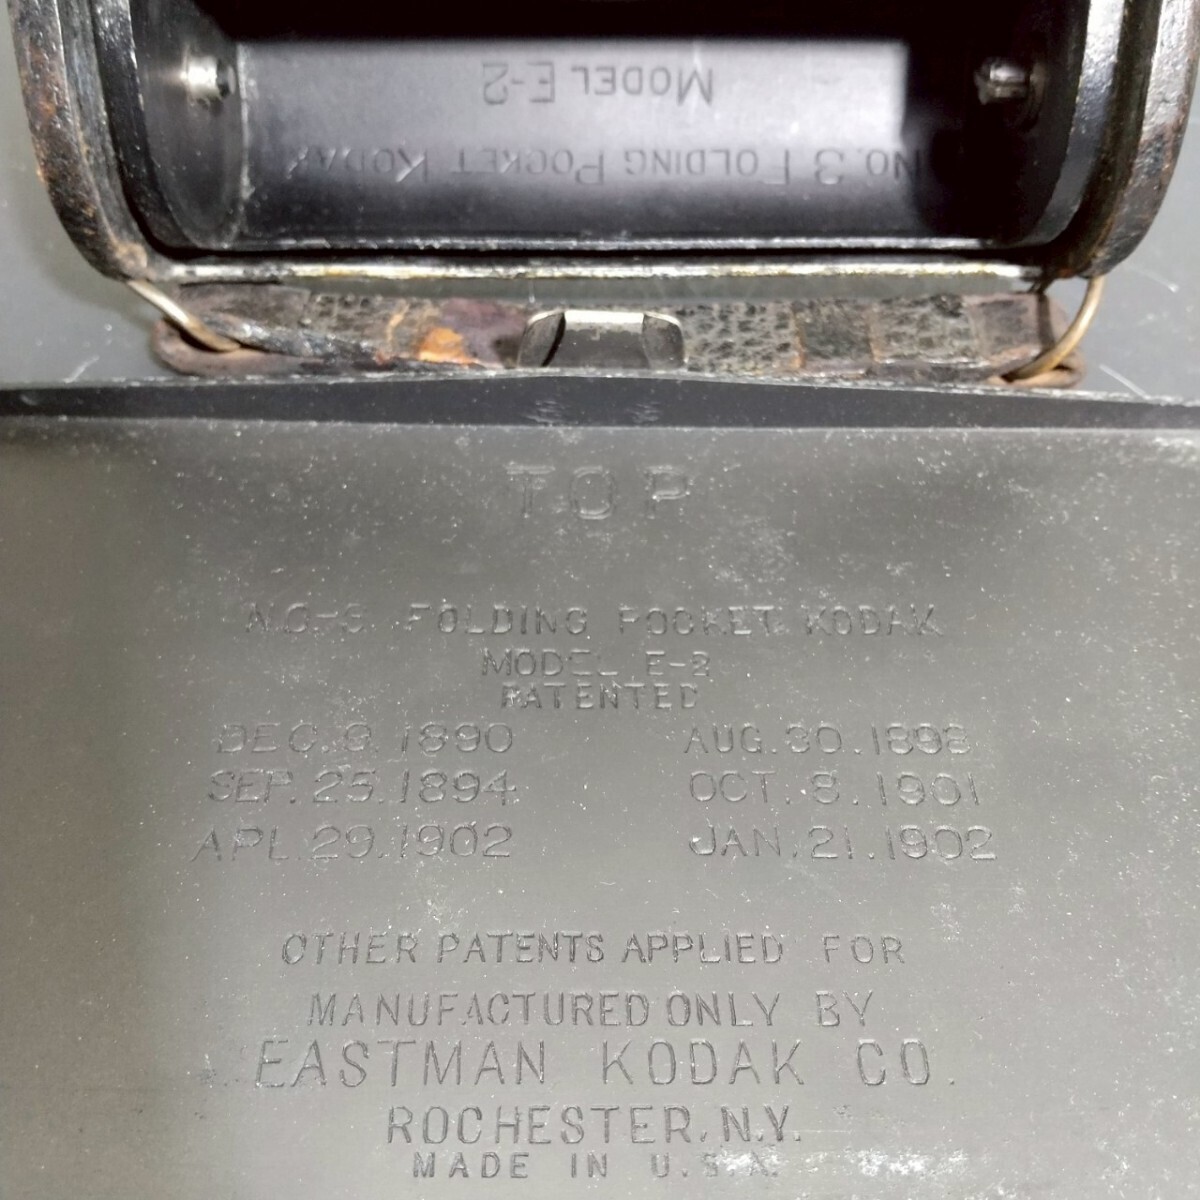 MODEL E-2
NO. 3 FOLDING POCKET KODAK
TOP
NO-3 FOLDING POCKET KODAK
MODEL E-2
PATENTED
DEC. 9. 1890 AUG. 30. 1898
SEP. 25. 1894 OCT. 8. 1901
APL. 29. 1902 JAN. 21. 1902
OTHER PATENTS APPLIED FOR
MANUFACTURED ONLY BY
EASTMAN KODAK CO.
ROCHESTER, N.Y.
MADE IN U.S.A.